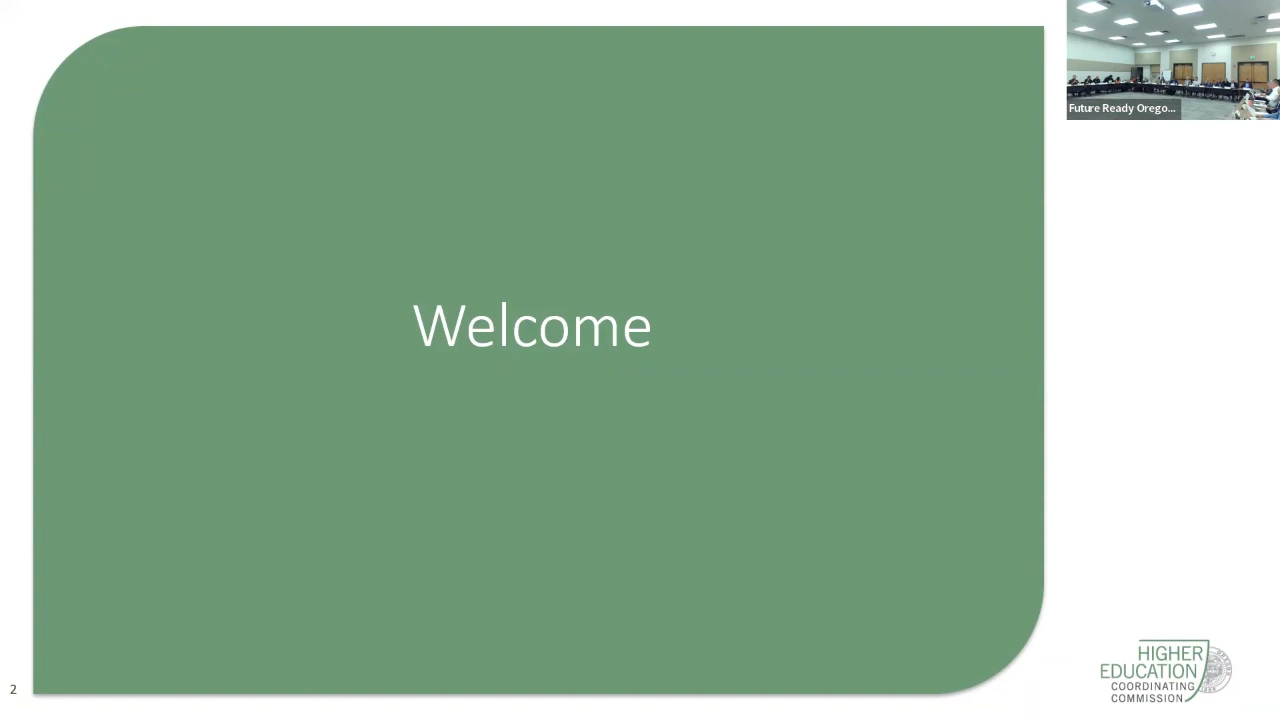 Future Ready Orego...
Welcome
2
HIGHER
EDUCATION
COORDINATING
COMMISSION